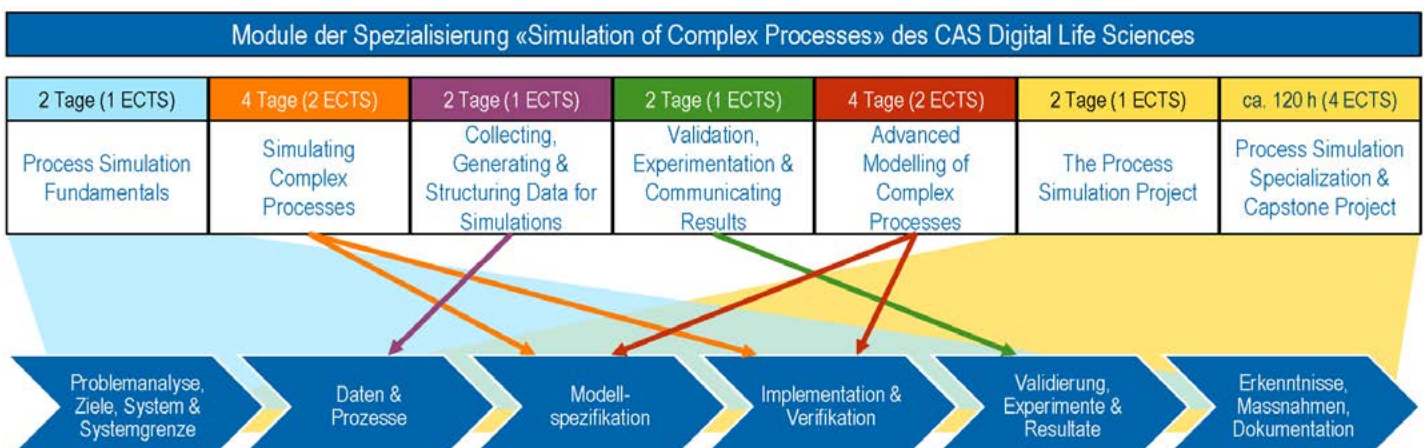 Module der Spezialisierung «Simulation of Complex Processes» des CAS Digital Life Sciences
2 Tage (1 ECTS)
4 Tage (2 ECTS)
2 Tage (1 ECTS)
2 Tage (1 ECTS)
4 Tage (2 ECTS)
2 Tage (1 ECTS)
ca. 120 h (4 ECTS)
Process Simulation
Fundamentals
Simulating
Complex
Processes
Collecting,
Generating &
Structuring Data for
Simulations
Validation,
Experimentation &
Communicating
Results
Advanced
Modelling of
Complex
Processes
The Process
Simulation Project
Process Simulation
Specialization &
Capstone Project
Problemanalyse,
Ziele, System &
Systemgrenze
Daten &
Prozesse
Modell-
spezifikation
Implementation &
Verifikation
Validierung,
Experimente &
Resultate
Erkenntnisse,
Massnahmen,
Dokumentation